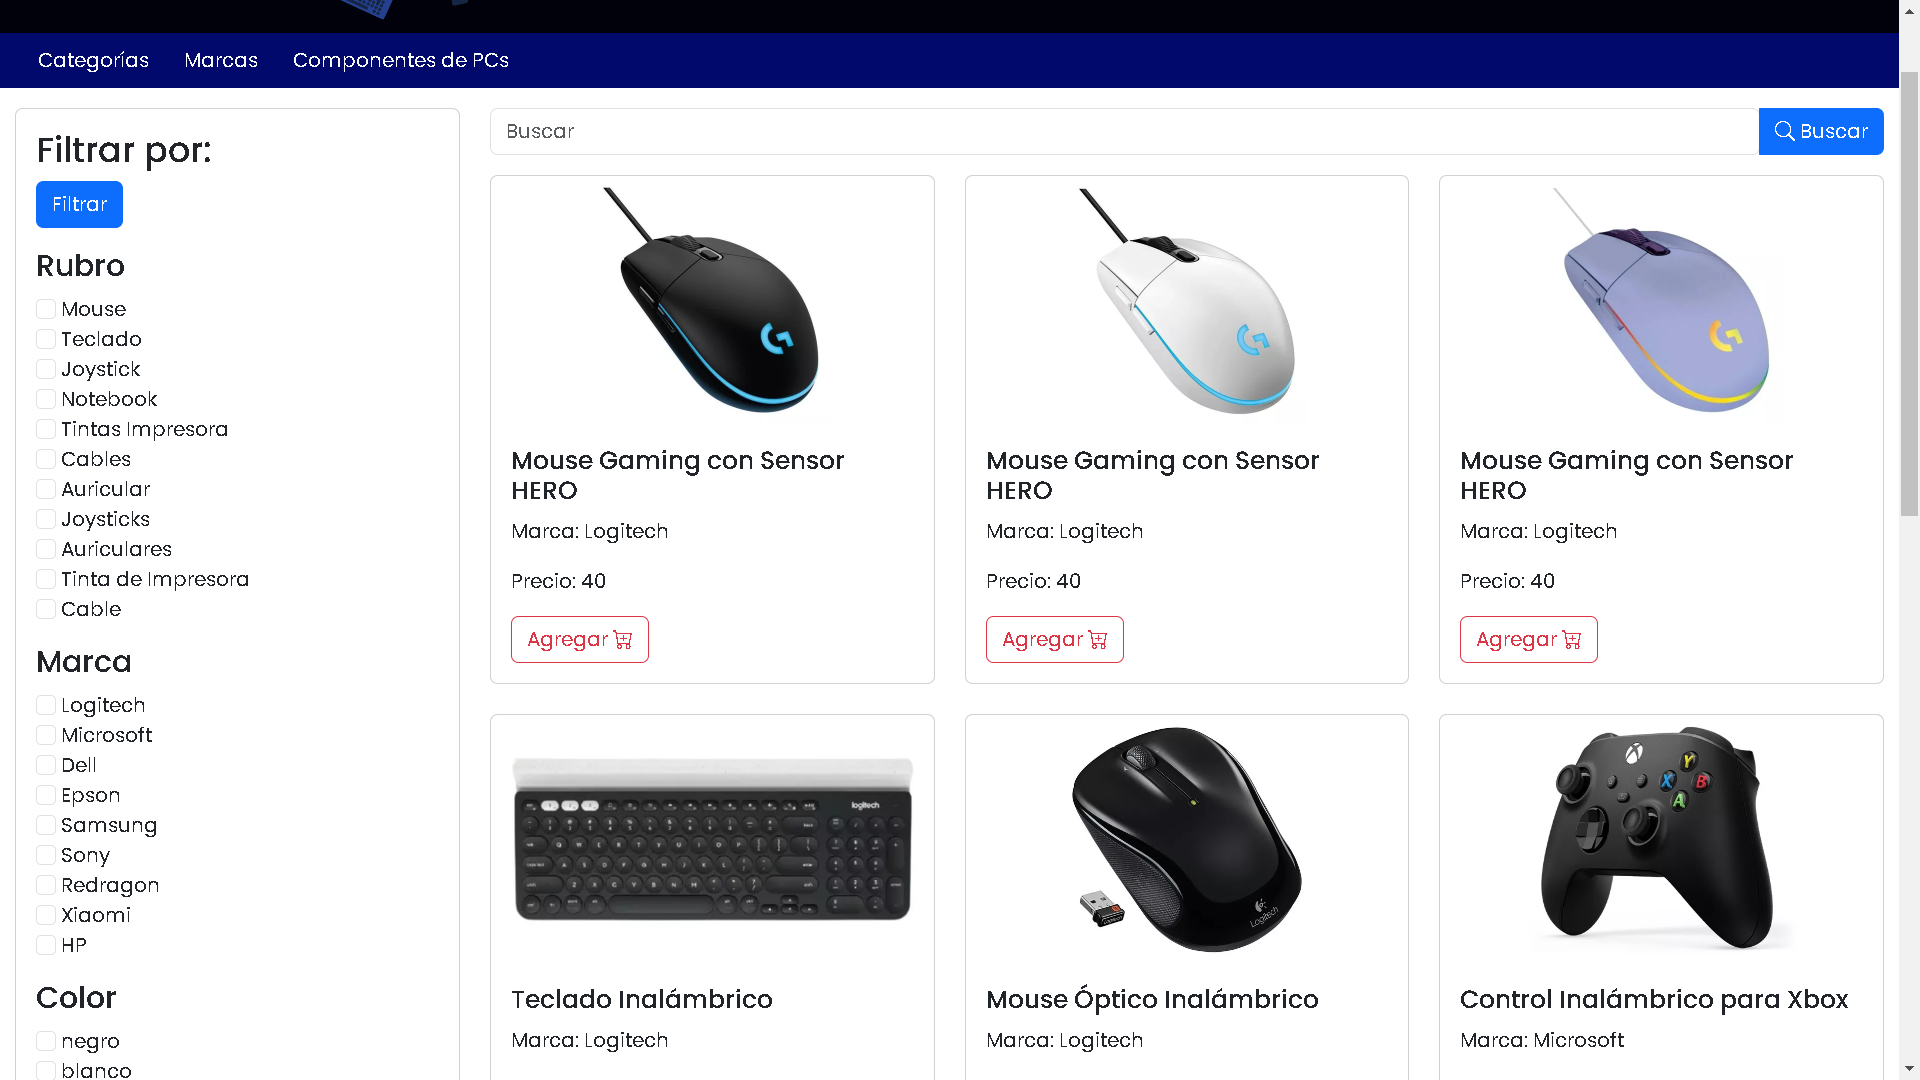 Categorías Marcas Componentes de PCs
Filtrar por:
Filtrar
Rubro
Mouse
Teclado
Joystick
Notebook
Tintas Impresora
Cables
Auricular
Joysticks
Auriculares
Tinta de Impresora
Cable
Marca
Logitech
Microsoft
Dell
Epson
Samsung
Sony
Redragon
Xiaomi
HP
Color
negro
blanco
Buscar
Buscar
Mouse Gaming con Sensor
HERO
Marca: Logitech
Precio: 40
Agregar
Mouse Gaming con Sensor
HERO
Marca: Logitech
Precio: 40
Agregar
Mouse Gaming con Sensor
HERO
Marca: Logitech
Precio: 40
Agregar
logitech
Teclado Inalámbrico
Marca: Logitech
Logitech
Mouse Óptico Inalámbrico
Marca: Logitech
Y
X
B
A
Control Inalámbrico para Xbox
Marca: Microsoft